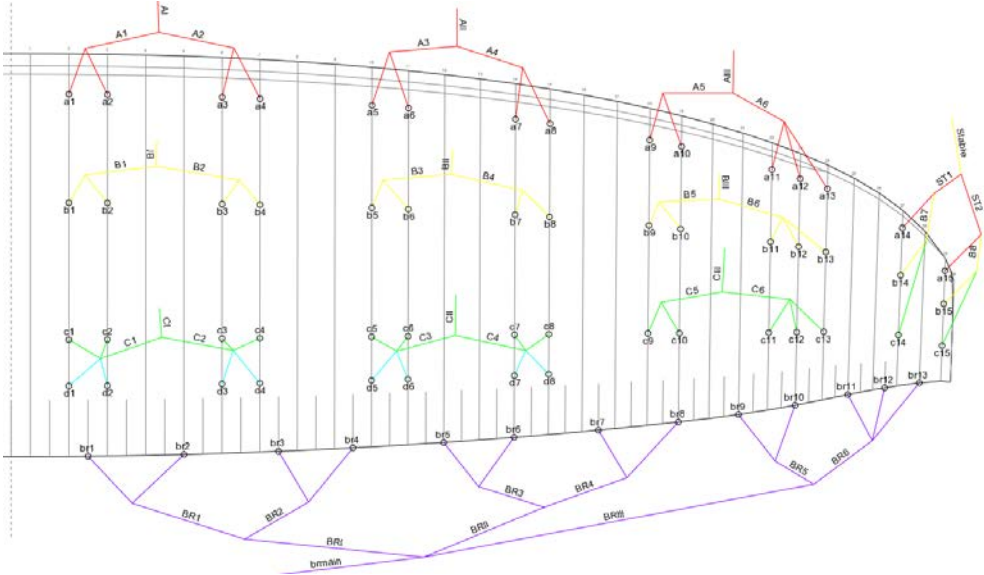 AI
AII
A1 A2
A3 A4
AIII
A5 A6
a1 a2 a3 a4
a5 a6 a7 a8
a9 a10
a11 a12 a13
Stabile
ST1
ST2
BI
B1 B2
BII
B3 B4
BIII
B5 B6
B7
B8
b1 b2 b3 b4
b5 b6 b7 b8
b9 b10 b11 b12 b13
a14
a15
b14
b15
CI
C1 C2
CII
C3 C4
CIII
C5 C6
c1 c2 c3 c4
c5 c6 c7 c8
c9 c10 c11 c12 c13
c14
c15
d1 d2 d3 d4
d5 d6 d7 d8
br1 br2 br3 br4 br5 br6 br7 br8 br9 br10 br11 br12 br13
BR1 BR2 BR3 BR4 BR5 BR6
BRI BRII BRIII
brmain